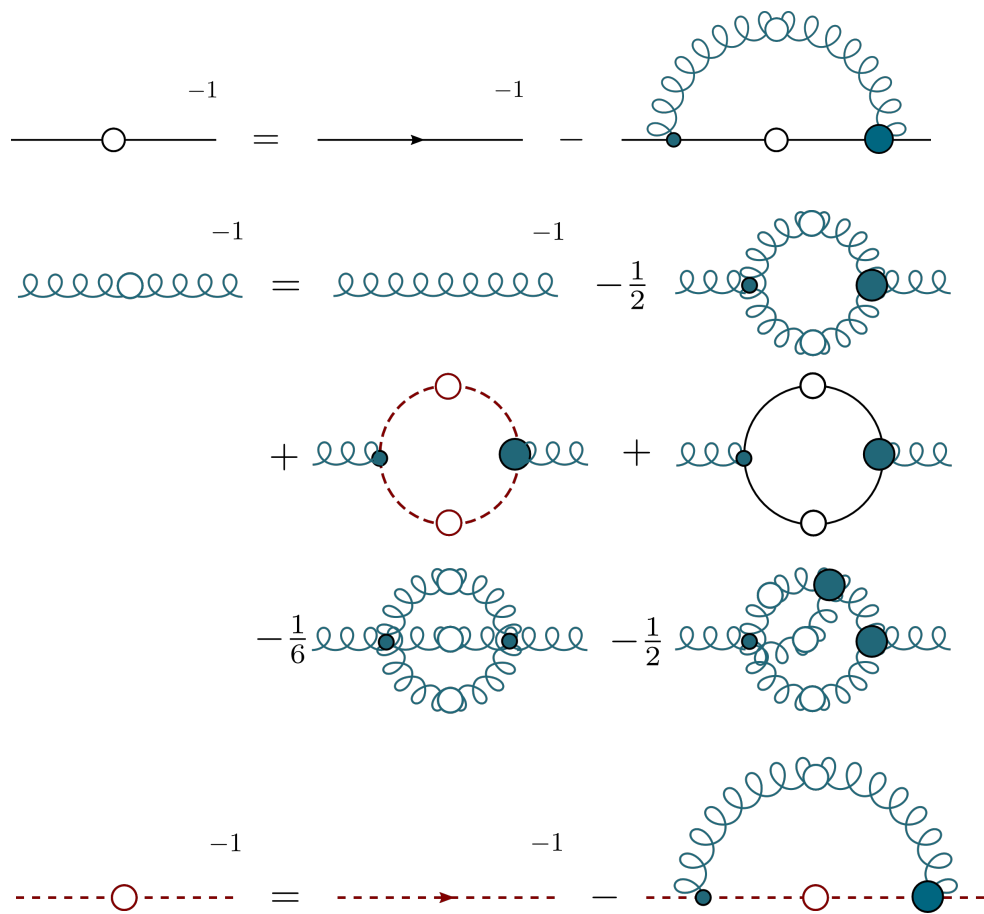 -1 = -1 −
-1 = -1 − 1/2
+ +
− 1/6 − 1/2
-1 = -1 −